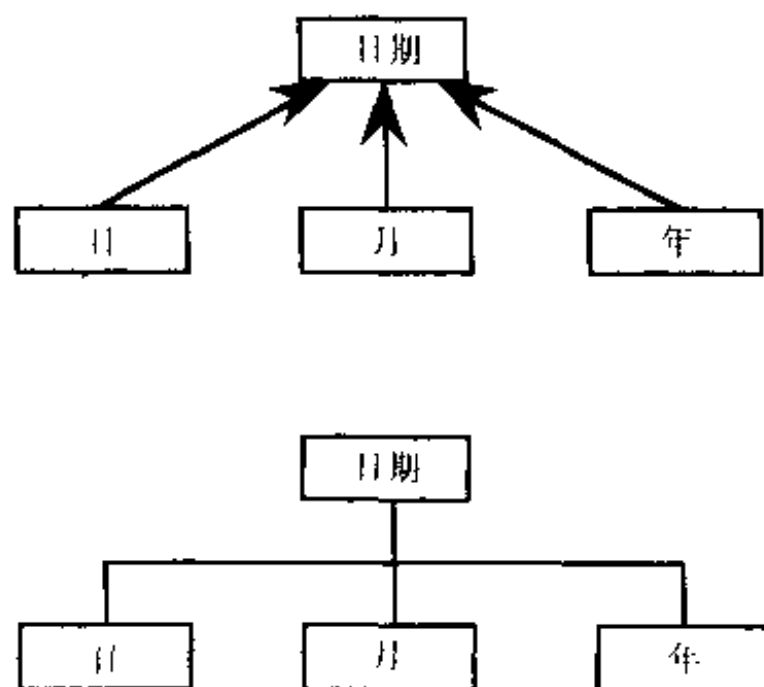 日期
日 月 年
日期
日 月 年